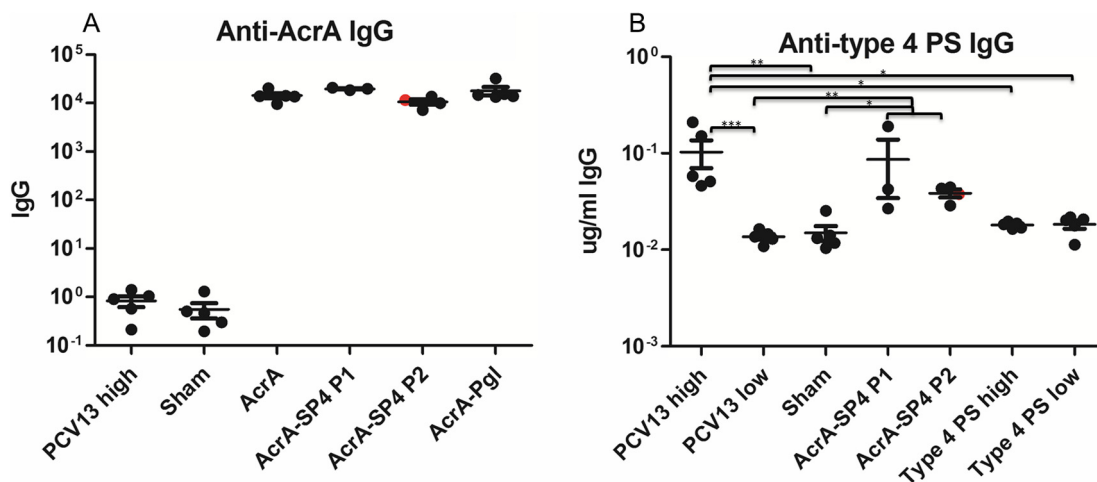 A
Anti-AcrA IgG
IgG
10^5
10^4
10^3
10^2
10^1
10^0
10^-1
PCV13 high
Sham
AcrA
AcrA-SP4 P1
AcrA-SP4 P2
AcrA-Pgl
B
Anti-type 4 PS IgG
ug/ml IgG
10^0
10^-1
10^-2
10^-3
**
*
*
**
*
***
PCV13 high
PCV13 low
Sham
AcrA-SP4 P1
AcrA-SP4 P2
Type 4 PS high
Type 4 PS low